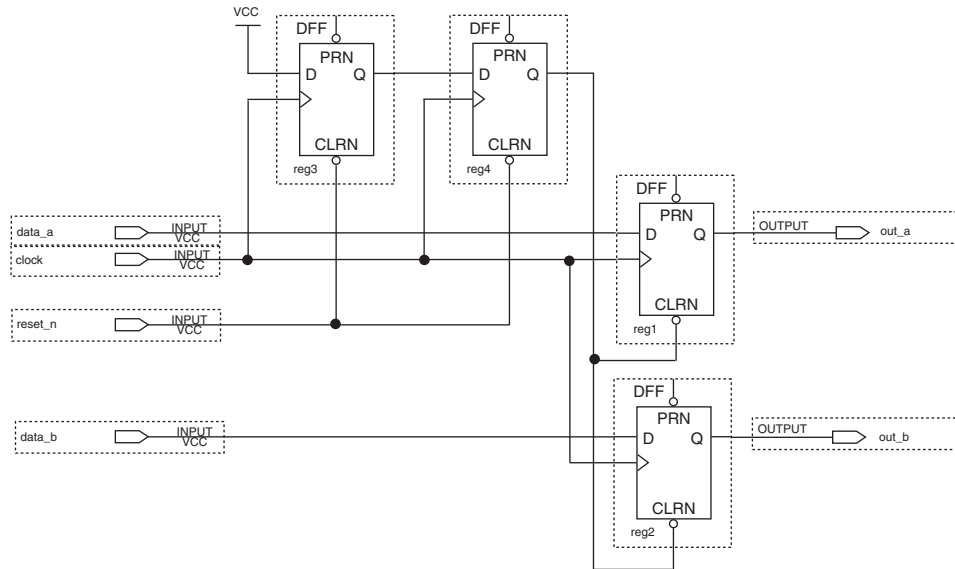 VCC
DFF
PRN
D Q
CLRN
reg3
DFF
PRN
D Q
CLRN
reg4
data_a
INPUT
VCC
clock
INPUT
VCC
reset_n
INPUT
VCC
data_b
INPUT
VCC
DFF
PRN
D Q
CLRN
reg1
OUTPUT
out_a
DFF
PRN
D Q
CLRN
reg2
OUTPUT
out_b